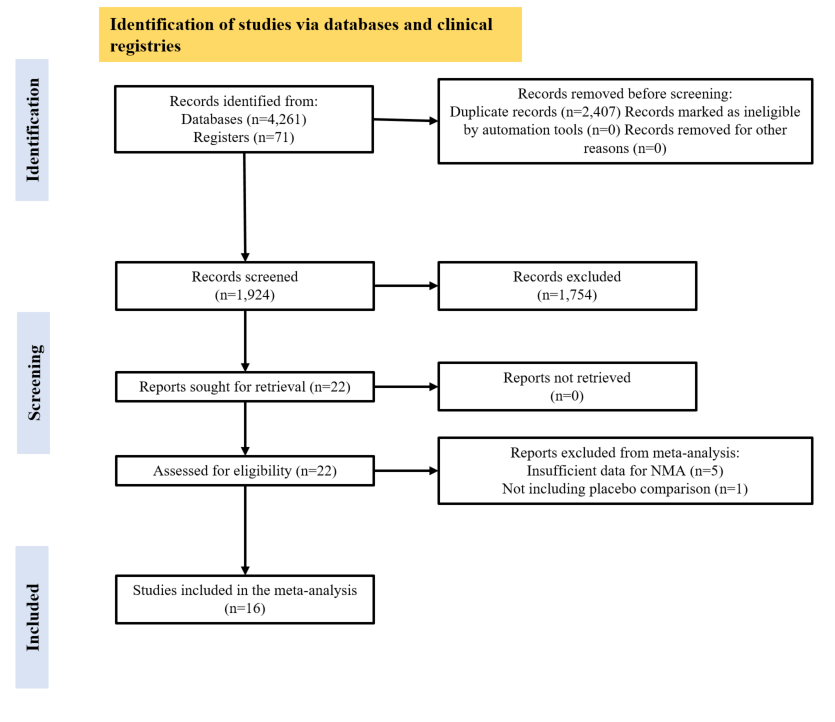 Identification of studies via databases and clinical
registries
Identification
Records identified from:
Databases (n=4,261)
Registers (n=71)
Records removed before screening:
Duplicate records (n=2,407) Records marked as ineligible
by automation tools (n=0) Records removed for other
reasons (n=0)
Screening
Records screened
(n=1,924)
Records excluded
(n=1,754)
Reports sought for retrieval (n=22)
Reports not retrieved
(n=0)
Assessed for eligibility (n=22)
Reports excluded from meta-analysis:
Insufficient data for NMA (n=5)
Not including placebo comparison (n=1)
Included
Studies included in the meta-analysis
(n=16)